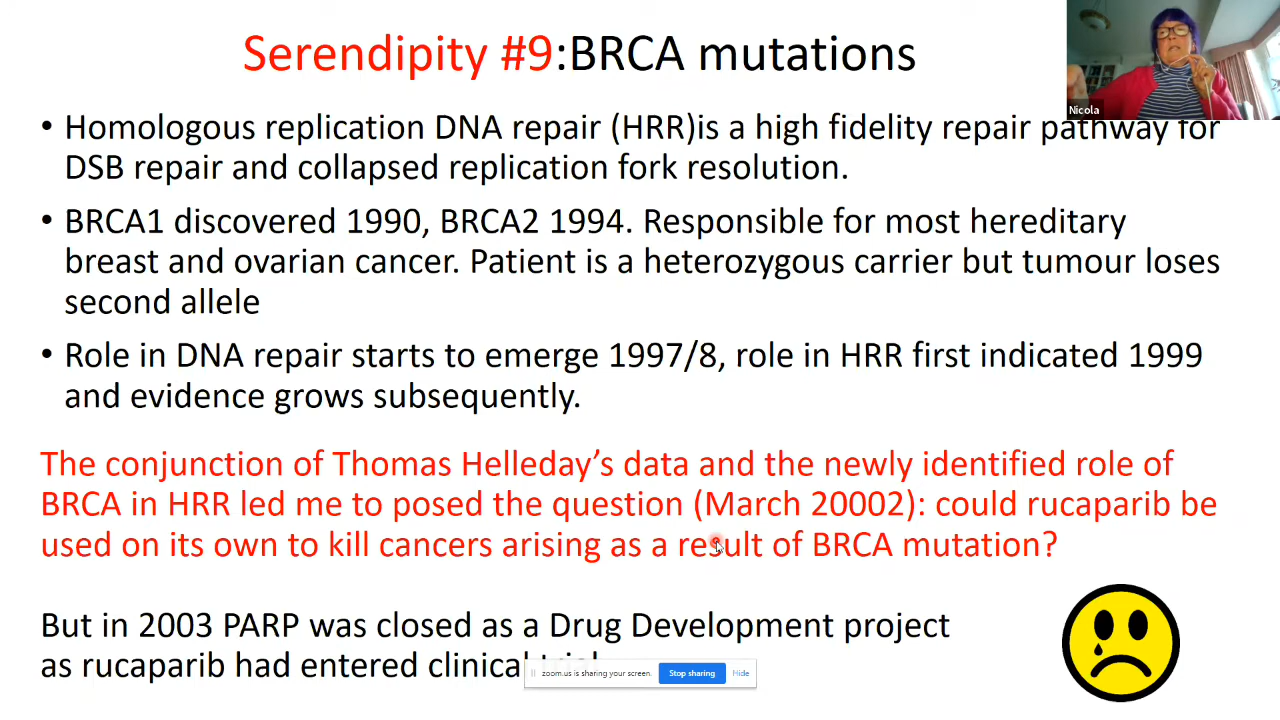 Serendipity #9:BRCA mutations
Nicola
• Homologous replication DNA repair (HRR)is a high fidelity repair pathway for
DSB repair and collapsed replication fork resolution.
• BRCA1 discovered 1990, BRCA2 1994. Responsible for most hereditary
breast and ovarian cancer. Patient is a heterozygous carrier but tumour loses
second allele
• Role in DNA repair starts to emerge 1997/8, role in HRR first indicated 1999
and evidence grows subsequently.
The conjunction of Thomas Helleday’s data and the newly identified role of
BRCA in HRR led me to posed the question (March 20002): could rucaparib be
used on its own to kill cancers arising as a result of BRCA mutation?
But in 2003 PARP was closed as a Drug Development project
as rucaparib had entered clinical trial
zoom.us is sharing your screen. Stop sharing Hide